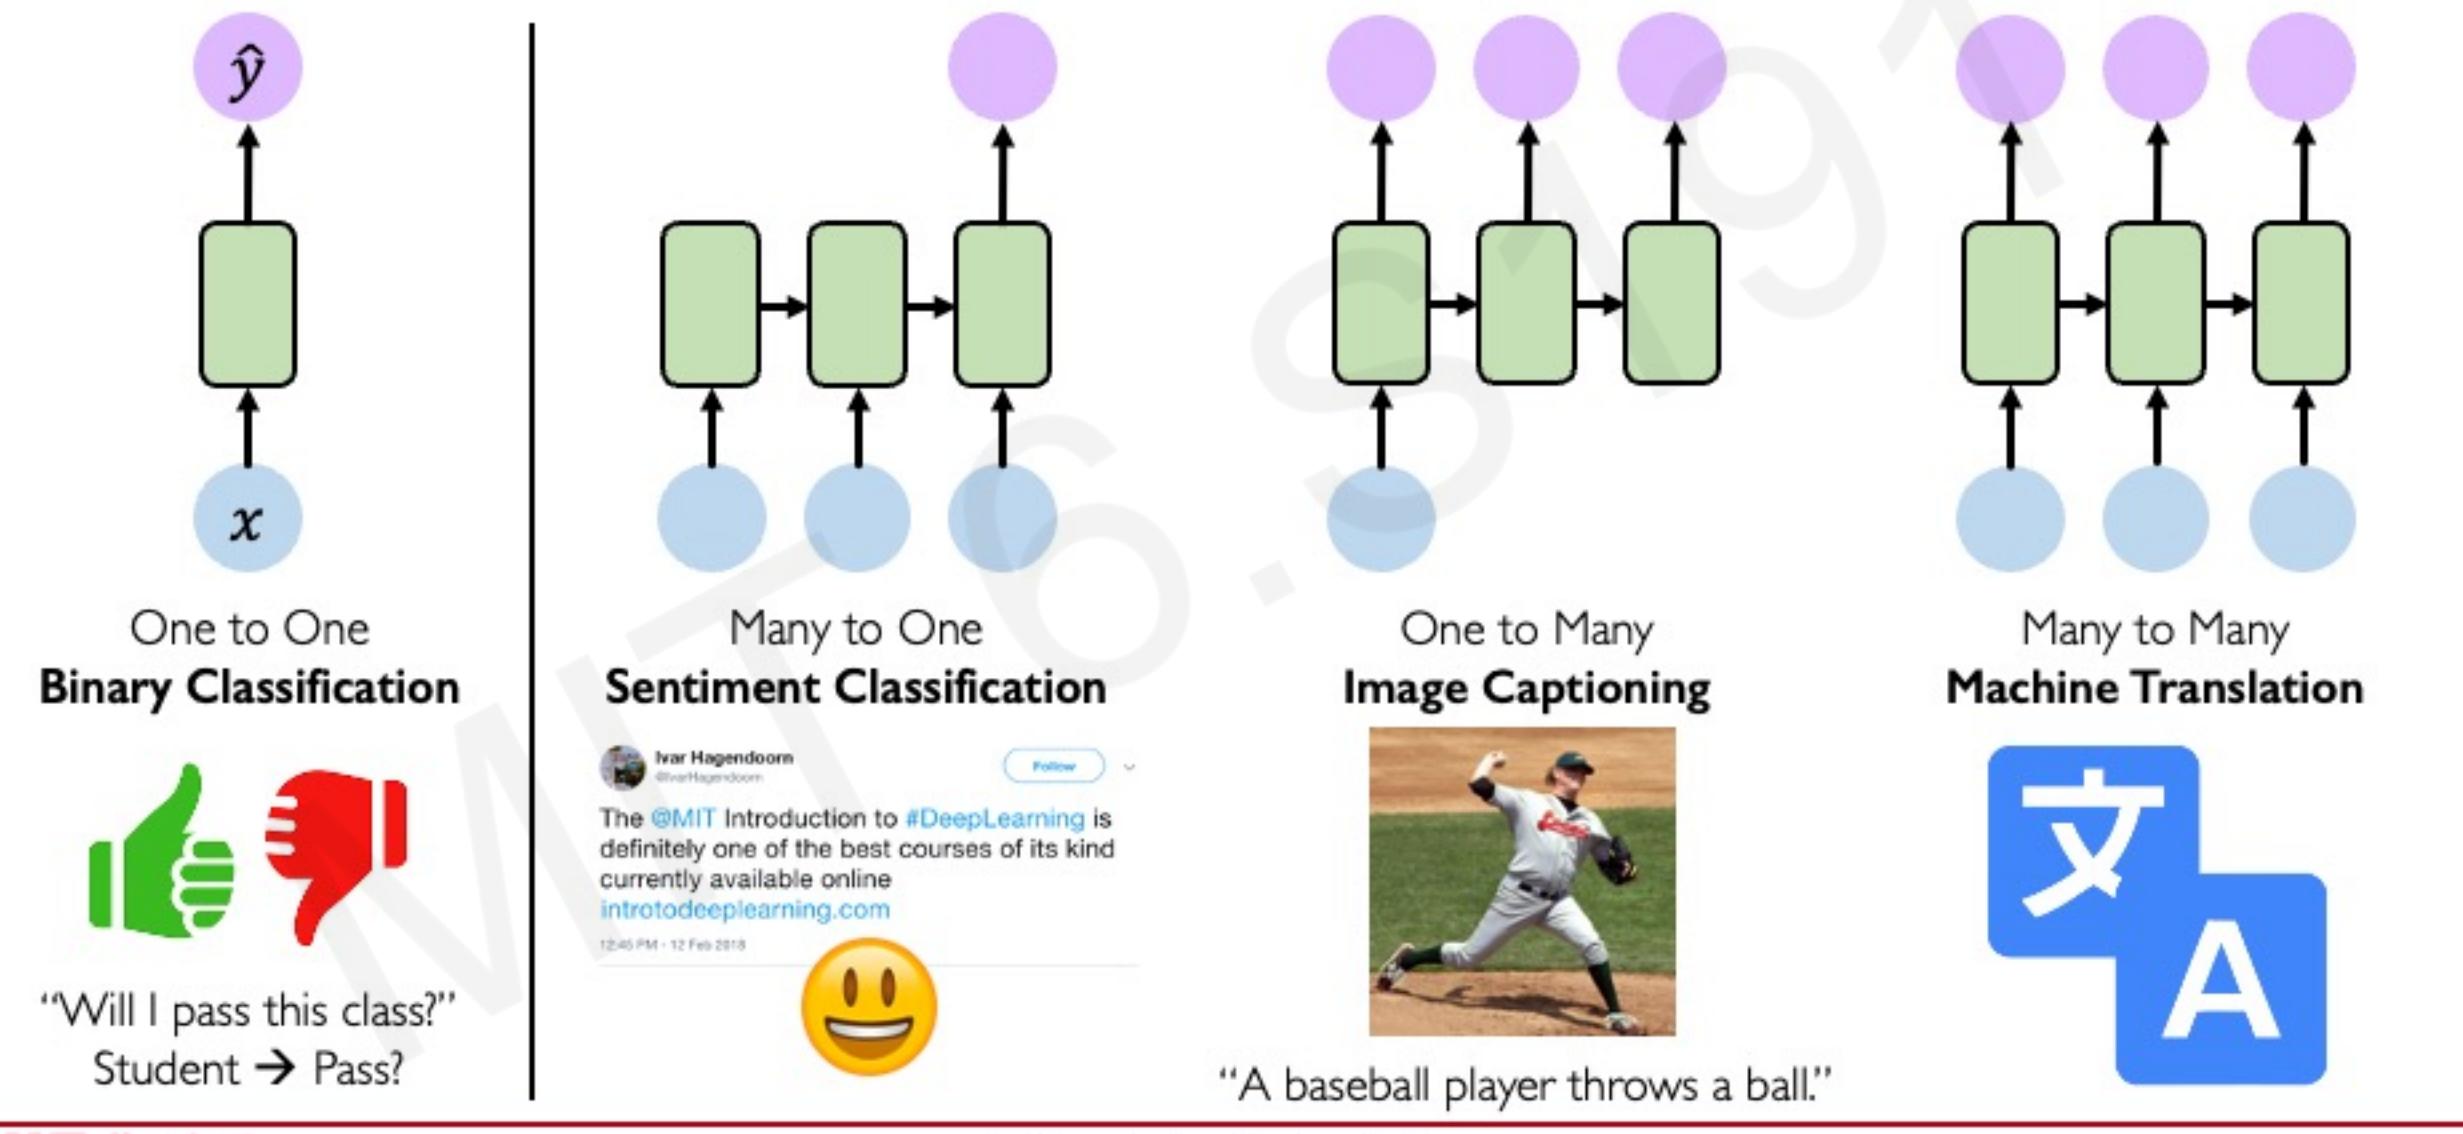 ŷ
x
One to One
Binary Classification
"Will I pass this class?"
Student → Pass?
Many to One
Sentiment Classification
Ivar Hagendoorn
@IvarHagendoorn
Follow
The @MIT Introduction to #DeepLearning is
definitely one of the best courses of its kind
currently available online
introtodeeplearning.com
12:45 PM - 12 Feb 2018
One to Many
Image Captioning
"A baseball player throws a ball."
Many to Many
Machine Translation
文
A
MIT 6.S191